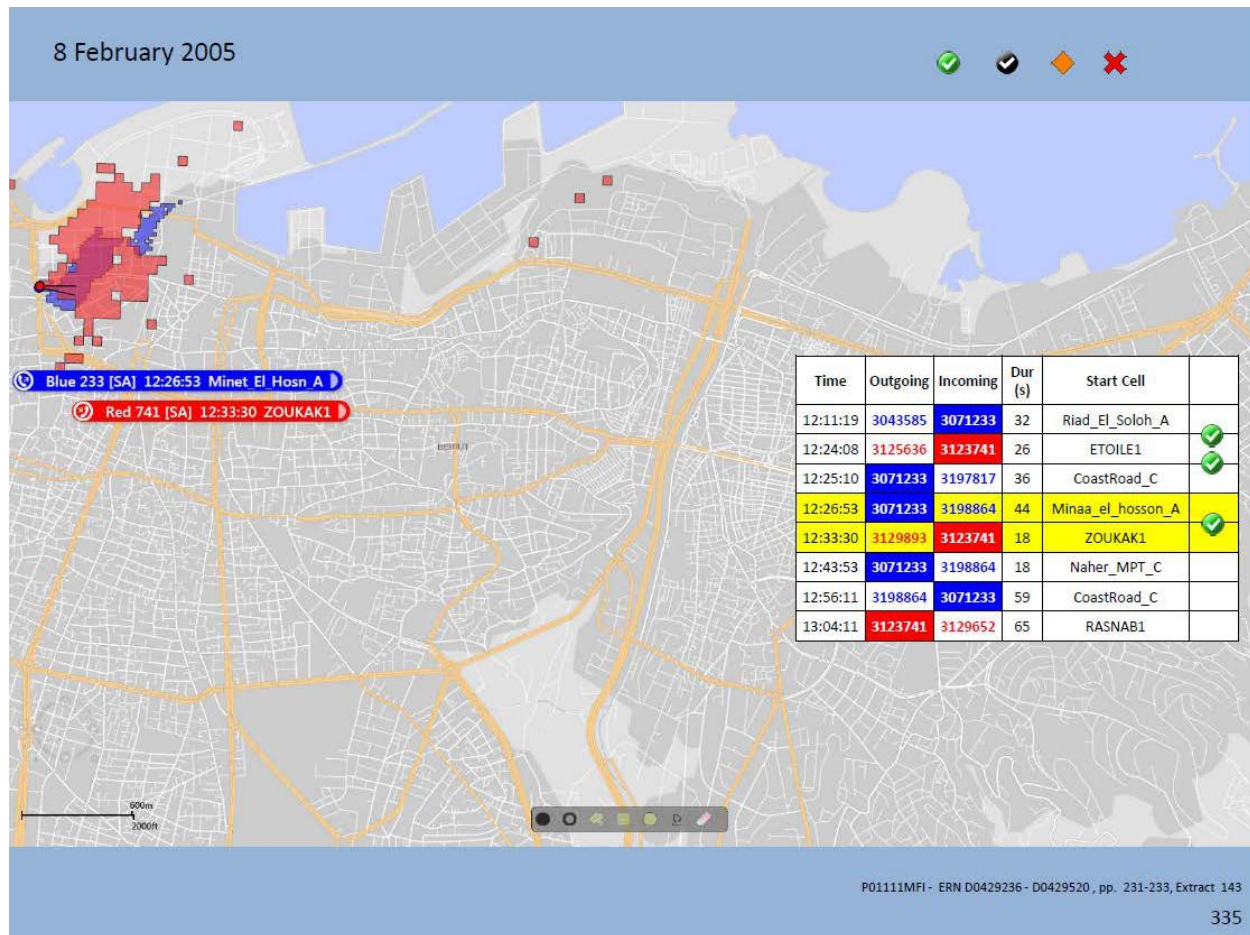 8 February 2005
Blue 233 [SA] 12:26:53 Minet_El_Hosn_A
Red 741 [SA] 12:33:30 ZOUKAK1
BEIRUT
Time Outgoing Incoming Dur (s) Start Cell
12:11:19 3043585 3071233 32 Riad_El_Soloh_A
12:24:08 3125636 3123741 26 ETOILE1
12:25:10 3071233 3197817 36 CoastRoad_C
12:26:53 3071233 3198864 44 Minaa_el_hosson_A
12:33:30 3129893 3123741 18 ZOUKAK1
12:43:53 3071233 3198864 18 Naher_MPT_C
12:56:11 3198864 3071233 59 CoastRoad_C
13:04:11 3123741 3129652 65 RASNAB1
600m
2000ft
P01111MFI - ERN D0429236 - D0429520 , pp. 231-233, Extract 143
335